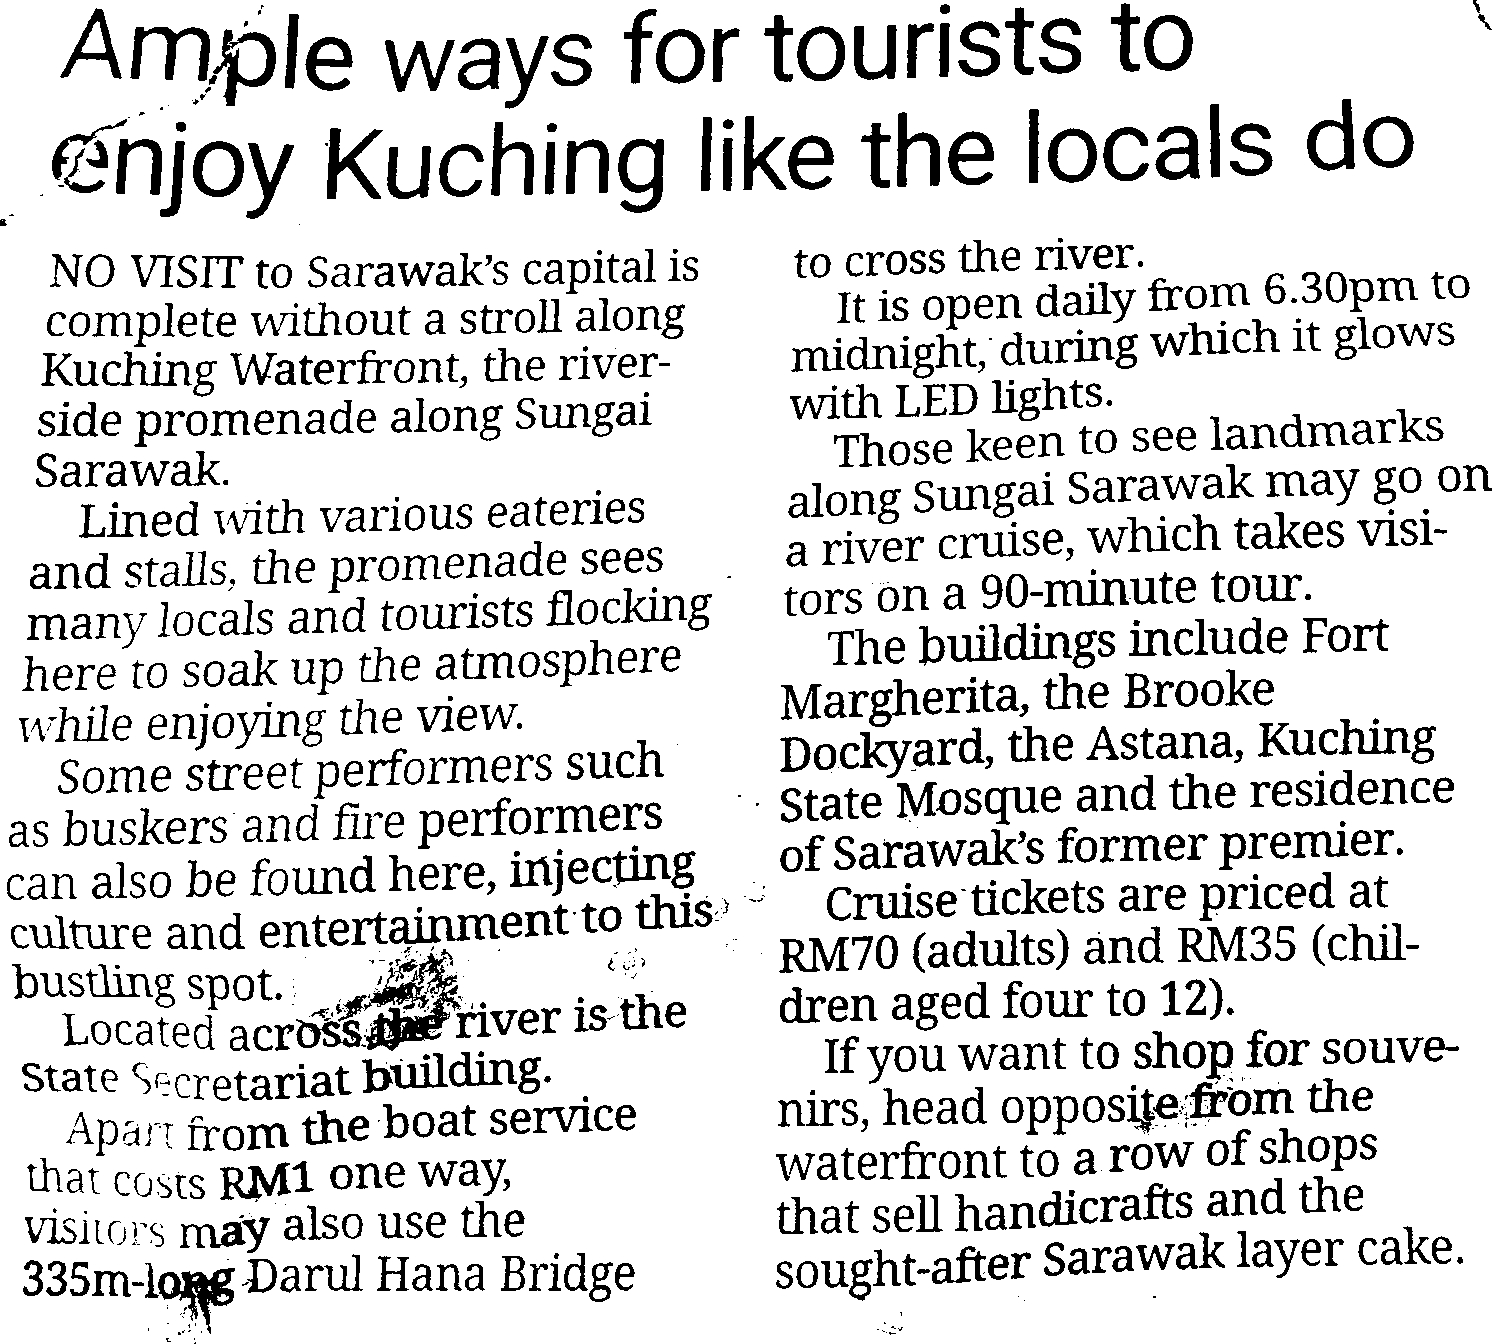 Ample ways for tourists to
enjoy Kuching like the locals do
NO VISIT to Sarawak's capital is
complete without a stroll along
Kuching Waterfront, the river-
side promenade along Sungai
Sarawak.
Lined with various eateries
and stalls, the promenade sees
many locals and tourists flocking
here to soak up the atmosphere
while enjoying the view.
Some street performers such
as buskers and fire performers
can also be found here, injecting
culture and entertainment to this
bustling spot.
Located across the river is the
State Secretariat building.
Apart from the boat service
that costs RM1 one way,
visitors may also use the
335m-long Darul Hana Bridge
to cross the river.
It is open daily from 6.30pm to
midnight, during which it glows
with LED lights.
Those keen to see landmarks
along Sungai Sarawak may go on
a river cruise, which takes visi-
tors on a 90-minute tour.
The buildings include Fort
Margherita, the Brooke
Dockyard, the Astana, Kuching
State Mosque and the residence
of Sarawak's former premier.
Cruise tickets are priced at
RM70 (adults) and RM35 (chil-
dren aged four to 12).
If you want to shop for souve-
nirs, head opposite from the
waterfront to a row of shops
that sell handicrafts and the
sought-after Sarawak layer cake.